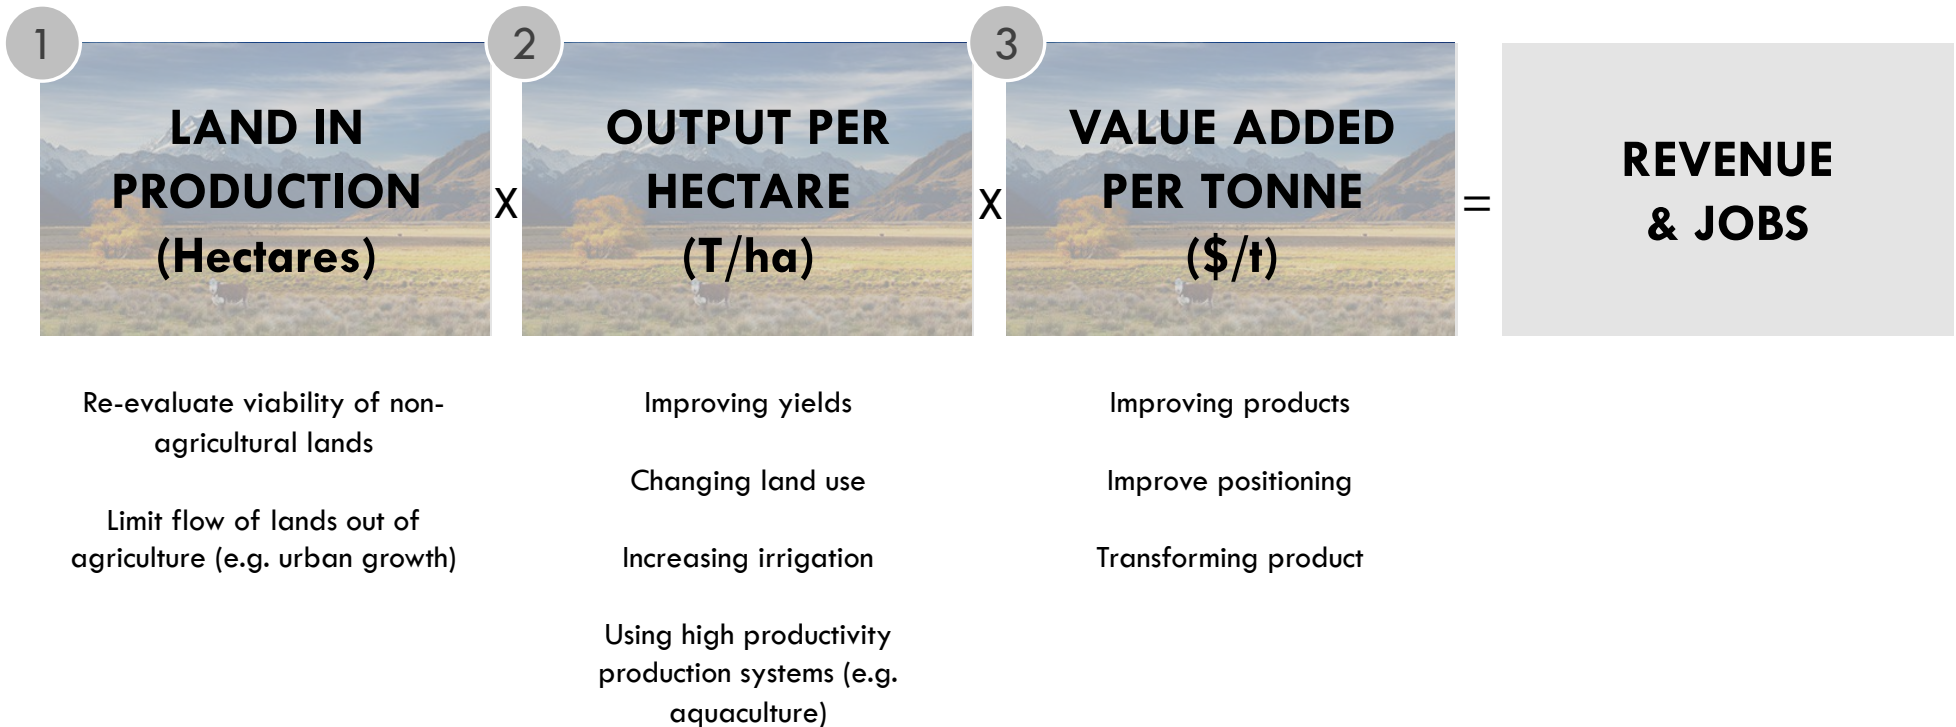 1
LAND IN
PRODUCTION
(Hectares)
X
2
OUTPUT PER
HECTARE
(T/ha)
X
3
VALUE ADDED
PER TONNE
($/t)
=
REVENUE
& JOBS
Re-evaluate viability of non-
agricultural lands
Limit flow of lands out of
agriculture (e.g. urban growth)
Improving yields
Changing land use
Increasing irrigation
Using high productivity
production systems (e.g.
aquaculture)
Improving products
Improve positioning
Transforming product